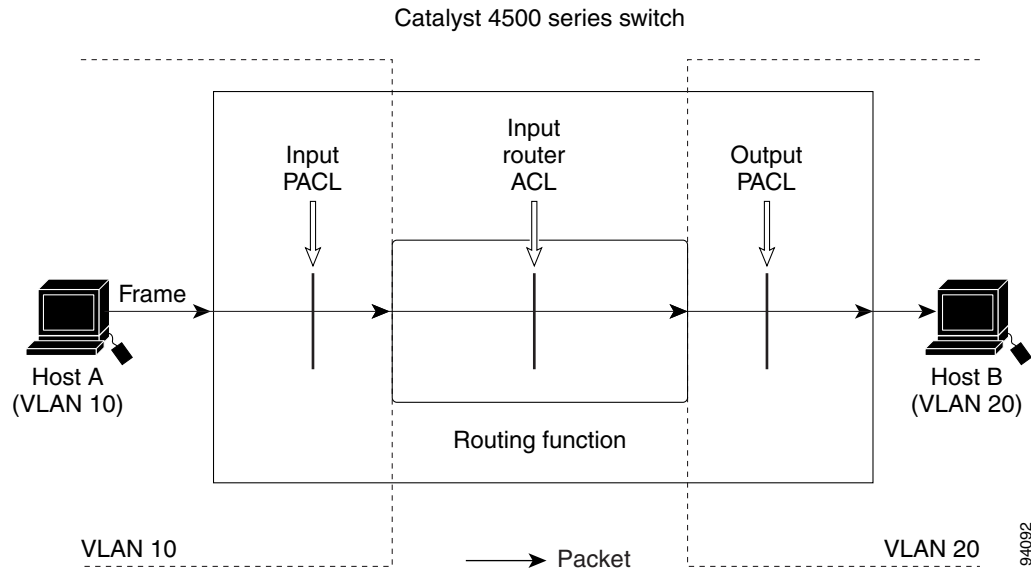 Catalyst 4500 series switch
Input
PACL
Input
router
ACL
Output
PACL
Frame
Host A
(VLAN 10)
Host B
(VLAN 20)
Routing function
VLAN 10
Packet
VLAN 20
94092